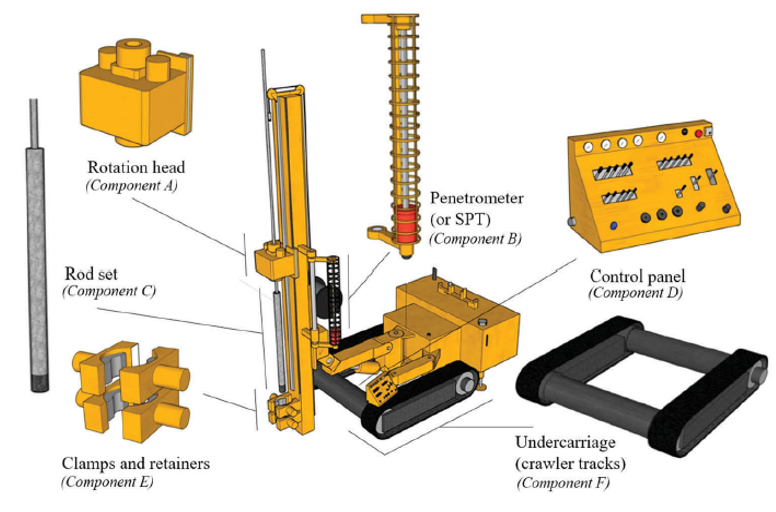 Rotation head
(Component A)
Penetrometer
(or SPT)
(Component B)
Rod set
(Component C)
Control panel
(Component D)
Clamps and retainers
(Component E)
Undercarriage
(crawler tracks)
(Component F)